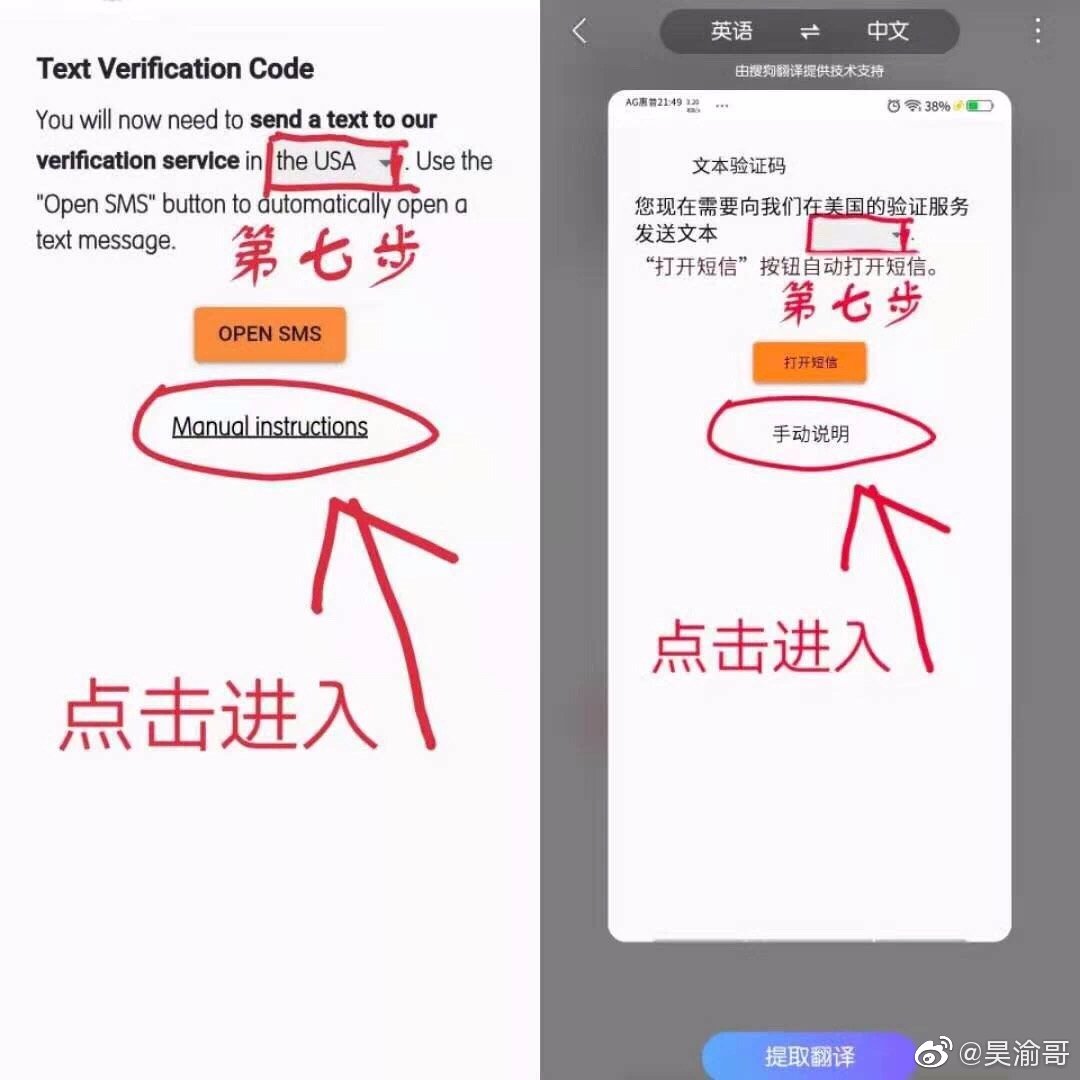 Text Verification Code
You will now need to send a text to our
verification service in the USA . Use the
"Open SMS" button to automatically open a
text message.
第七步
OPEN SMS
Manual instructions
点击进入
英语 ⇌ 中文
由搜狗翻译提供技术支持
AG惠普21:49 ... 38%
文本验证码
您现在需要向我们在美国的验证服务
发送文本 .
“打开短信”按钮自动打开短信。
第七步
打开短信
手动说明
点击进入
提取翻译
@昊渝哥